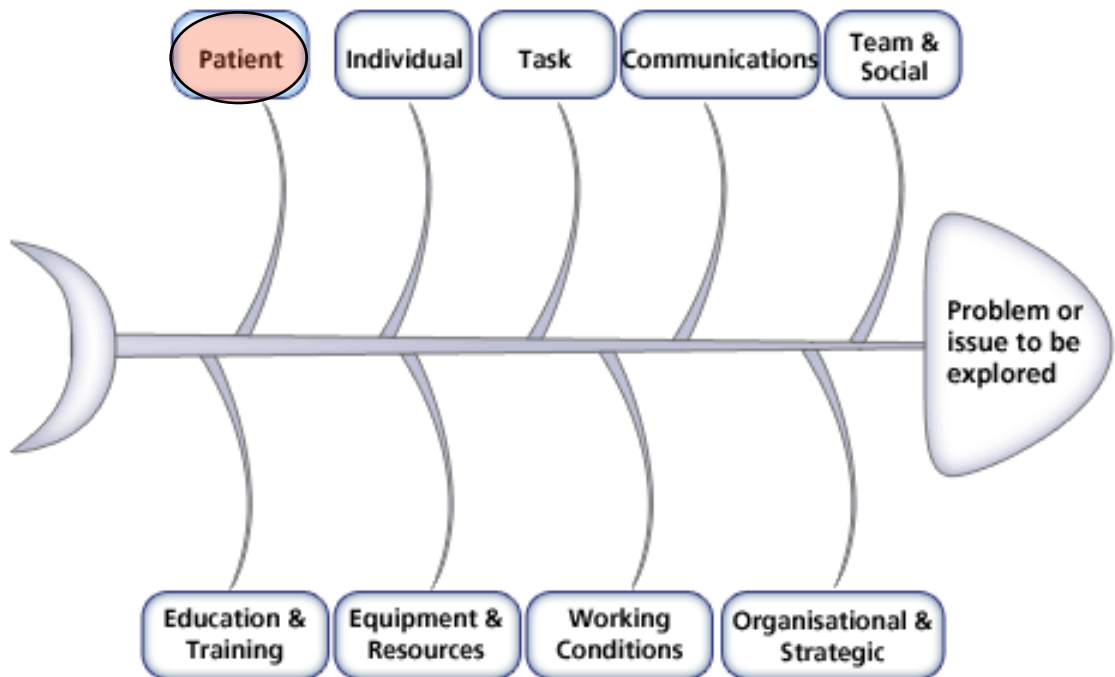 Patient
Individual
Task
Communications
Team &
Social
Problem or
issue to be
explored
Education &
Training
Equipment &
Resources
Working
Conditions
Organisational &
Strategic